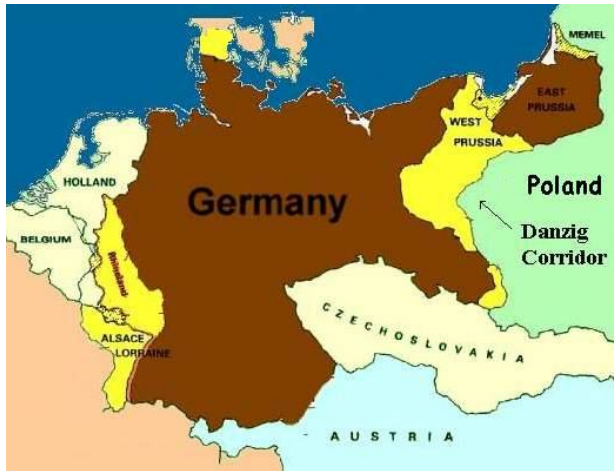 MEMEL
EAST
PRUSSIA
WEST
PRUSSIA
HOLLAND
Germany
Poland
Danzig
Corridor
BELGIUM
Rhineland
ALSACE
LORRAINE
CZECHOSLOVAKIA
AUSTRIA